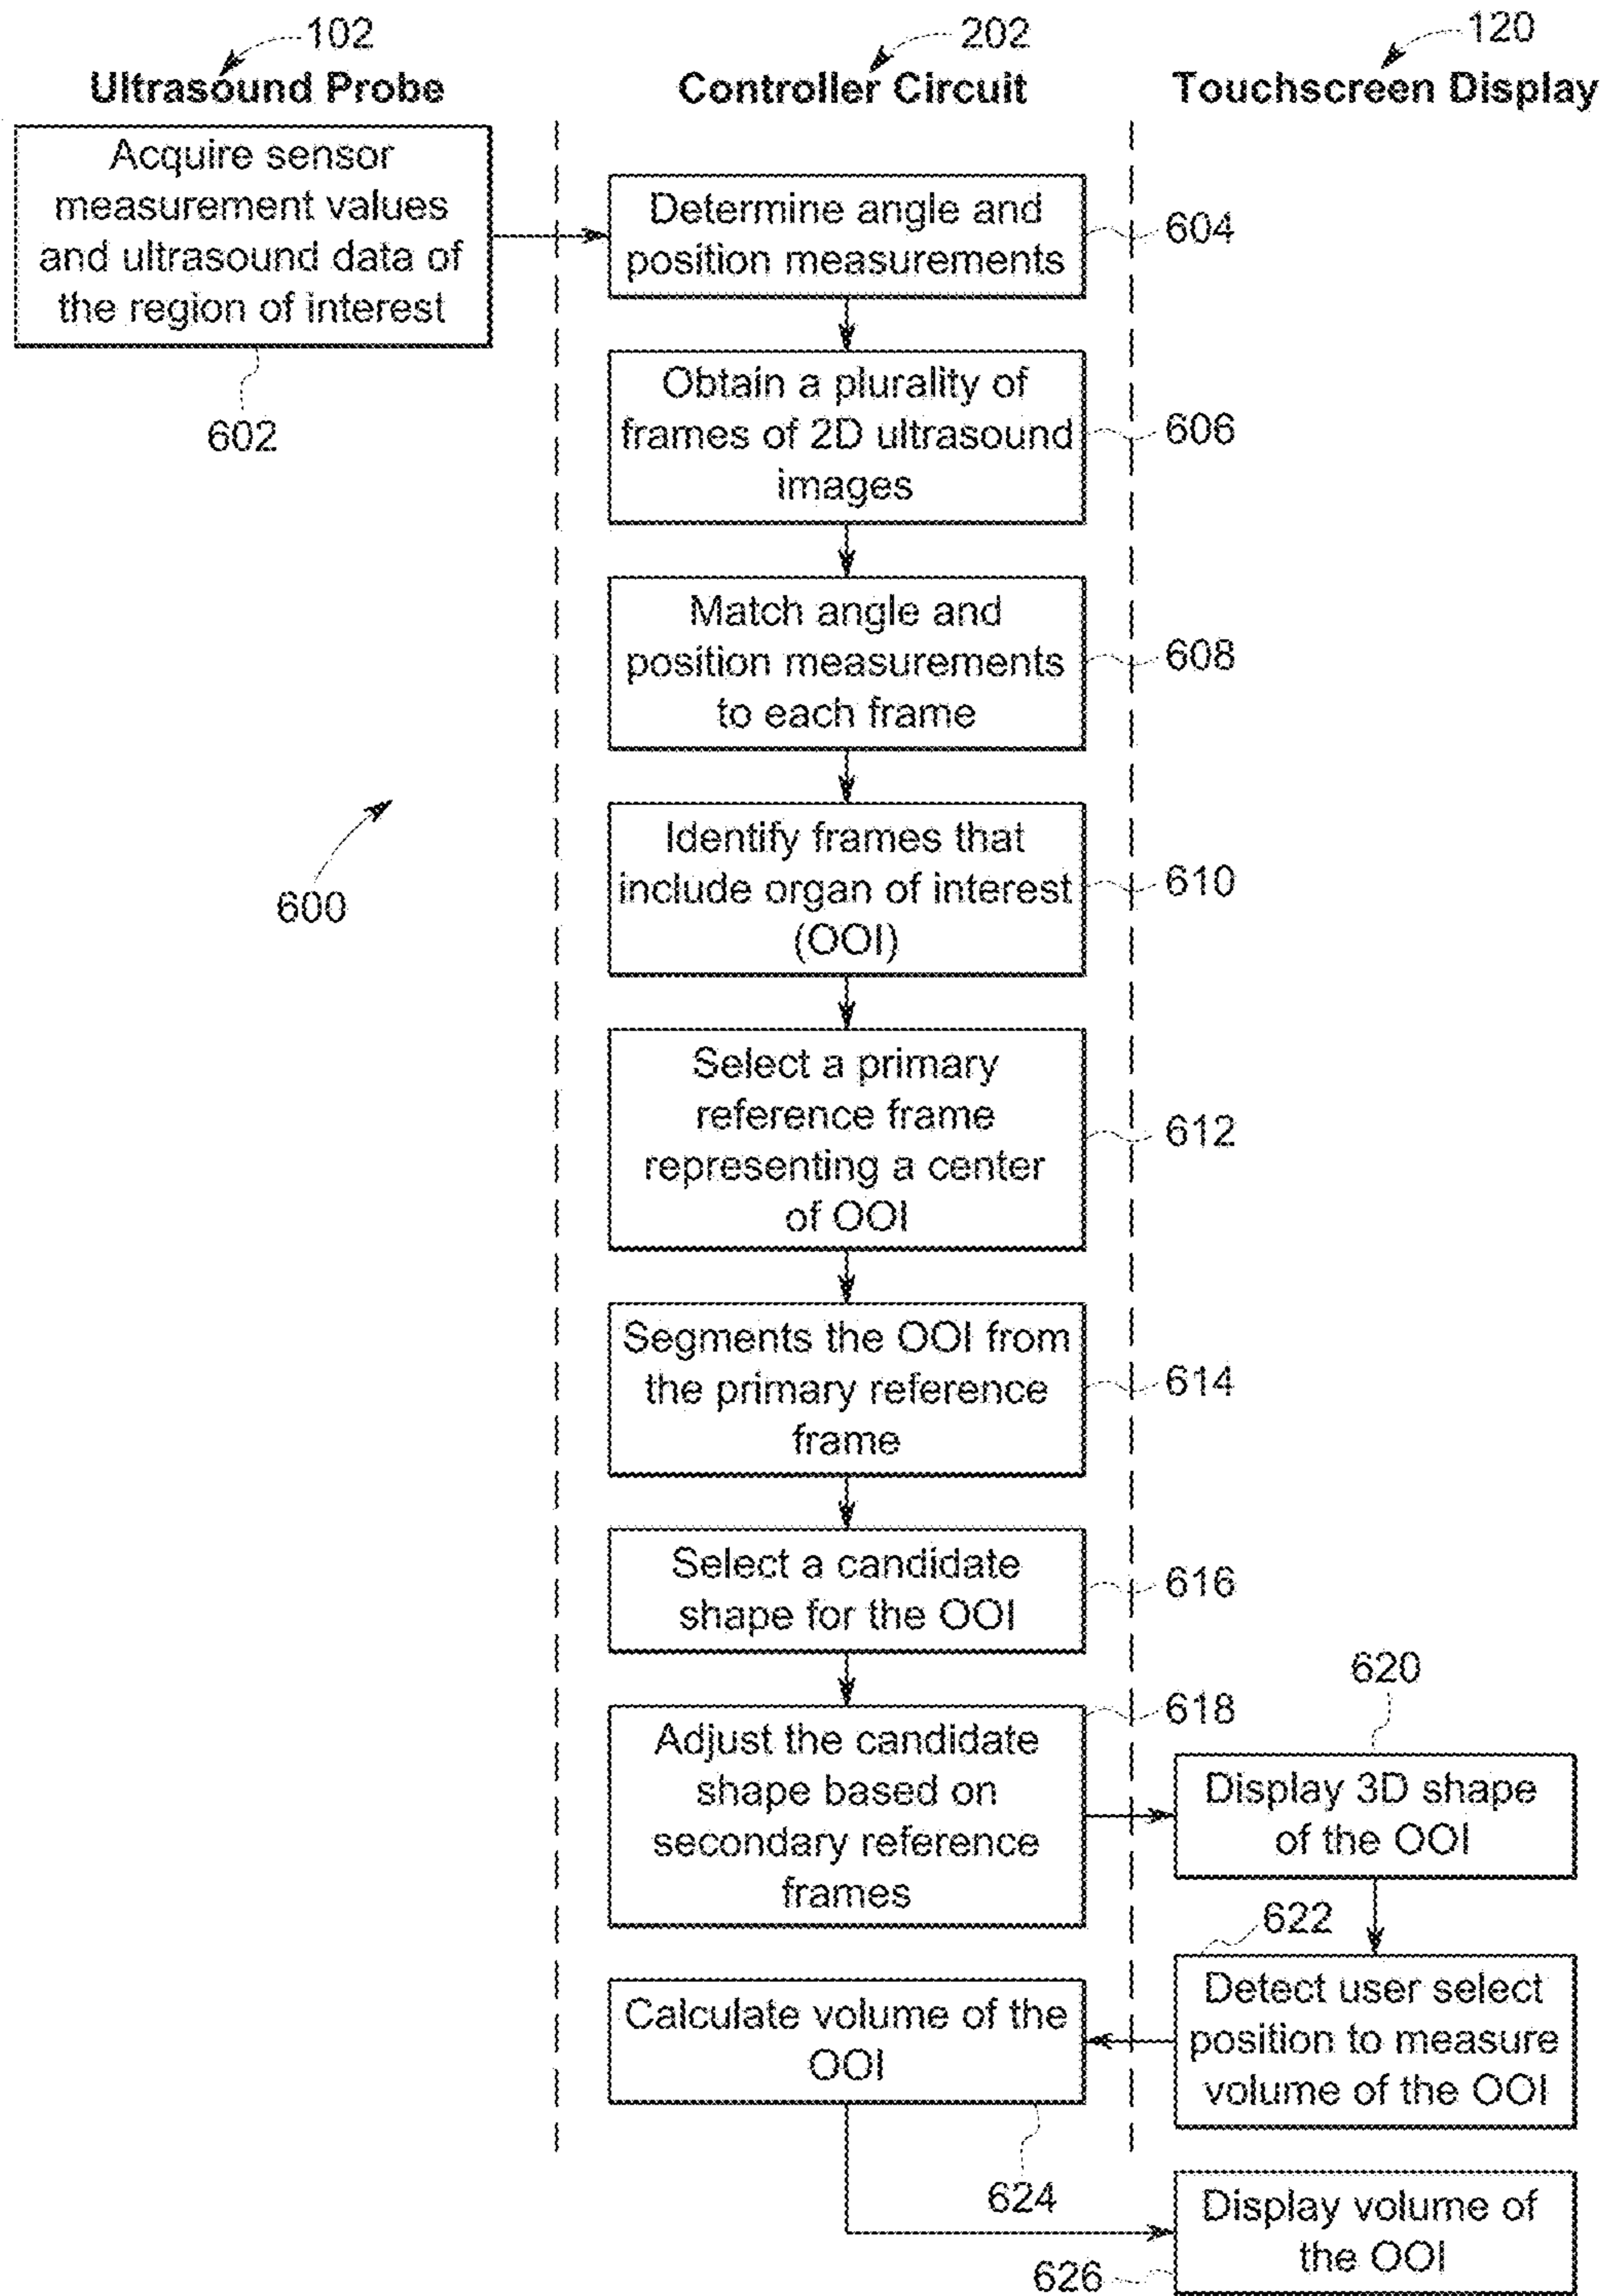 102
202
120
Ultrasound Probe
Controller Circuit
Touchscreen Display
Acquire sensor
measurement values
and ultrasound data of
the region of interest
602
Determine angle and
position measurements
604
Obtain a plurality of
frames of 2D ultrasound
images
606
Match angle and
position measurements
to each frame
608
600
Identify frames that
include organ of interest
(OOI)
610
Select a primary
reference frame
representing a center
of OOI
612
Segments the OOI from
the primary reference
frame
614
Select a candidate
shape for the OOI
616
Adjust the candidate
shape based on
secondary reference
frames
618
620
Display 3D shape
of the OOI
622
Detect user select
position to measure
volume of the OOI
Calculate volume of the
OOI
624
Display volume of
the OOI
626